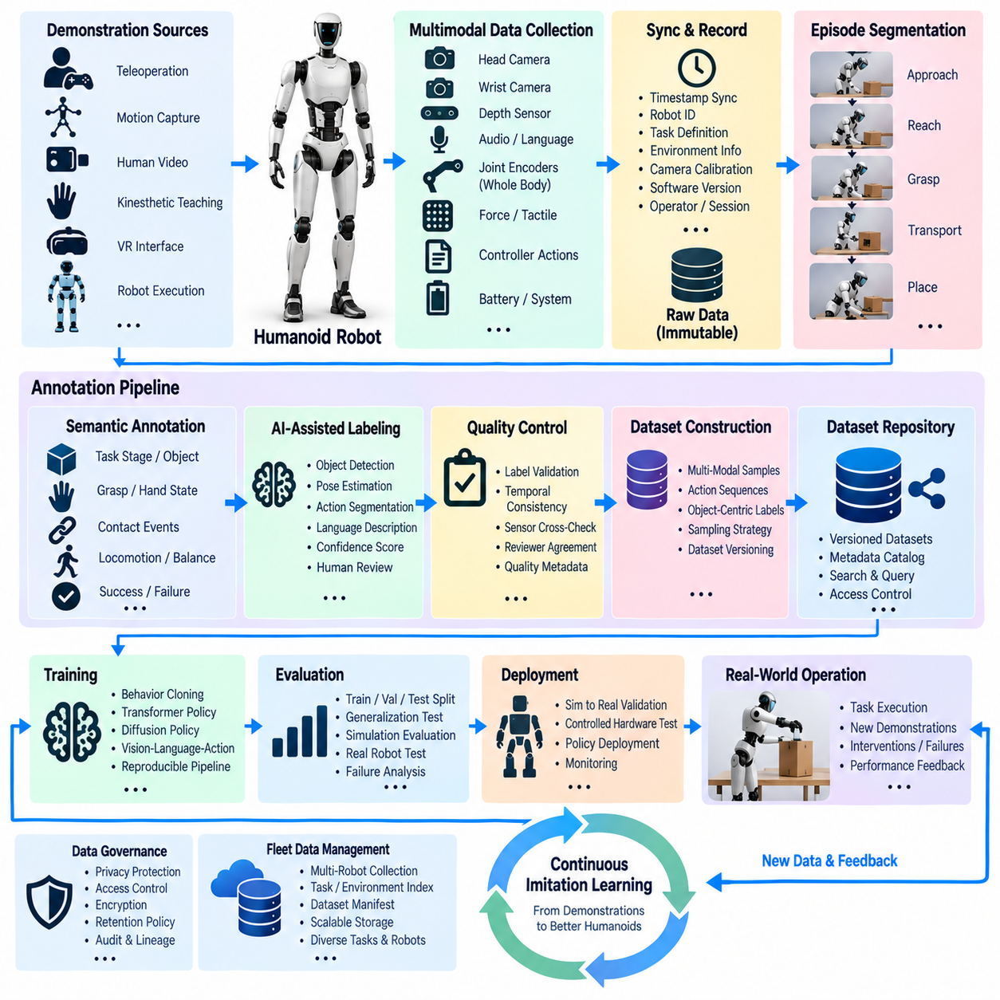 Demonstration Sources
Teleoperation
Motion Capture
Human Video
Kinesthetic Teaching
VR Interface
Robot Execution
...
Humanoid Robot
Multimodal Data Collection
Head Camera
Wrist Camera
Depth Sensor
Audio / Language
Joint Encoders
(Whole Body)
Force / Tactile
Controller Actions
Battery / System
...
Sync & Record
• Timestamp Sync
• Robot ID
• Task Definition
• Environment Info
• Camera Calibration
• Software Version
• Operator / Session
...
Raw Data
(Immutable)
Episode Segmentation
Approach
Reach
Grasp
Transport
Place
...
Annotation Pipeline
Semantic Annotation
Task Stage / Object
Grasp / Hand State
Contact Events
Locomotion / Balance
Success / Failure
...
AI-Assisted Labeling
• Object Detection
• Pose Estimation
• Action Segmentation
• Language Description
• Confidence Score
• Human Review
...
Quality Control
• Label Validation
• Temporal
Consistency
• Sensor Cross-Check
• Reviewer Agreement
• Quality Metadata
...
Dataset Construction
• Multi-Modal Samples
• Action Sequences
• Object-Centric Labels
• Sampling Strategy
• Dataset Versioning
...
Dataset Repository
• Versioned Datasets
• Metadata Catalog
• Search & Query
• Access Control
...
Training
• Behavior Cloning
• Transformer Policy
• Diffusion Policy
• Vision-Language-Action
• Reproducible Pipeline
...
Evaluation
• Train / Val / Test Split
• Generalization Test
• Simulation Evaluation
• Real Robot Test
• Failure Analysis
...
Deployment
• Sim to Real Validation
• Controlled Hardware Test
• Policy Deployment
• Monitoring
...
Real-World Operation
• Task Execution
• New Demonstrations
• Interventions / Failures
• Performance Feedback
...
Data Governance
• Privacy Protection
• Access Control
• Encryption
• Retention Policy
• Audit & Lineage
...
Fleet Data Management
• Multi-Robot Collection
• Task / Environment Index
• Dataset Manifest
• Scalable Storage
• Diverse Tasks & Robots
...
Continuous
Imitation Learning
From Demonstrations
to Better Humanoids
New Data & Feedback